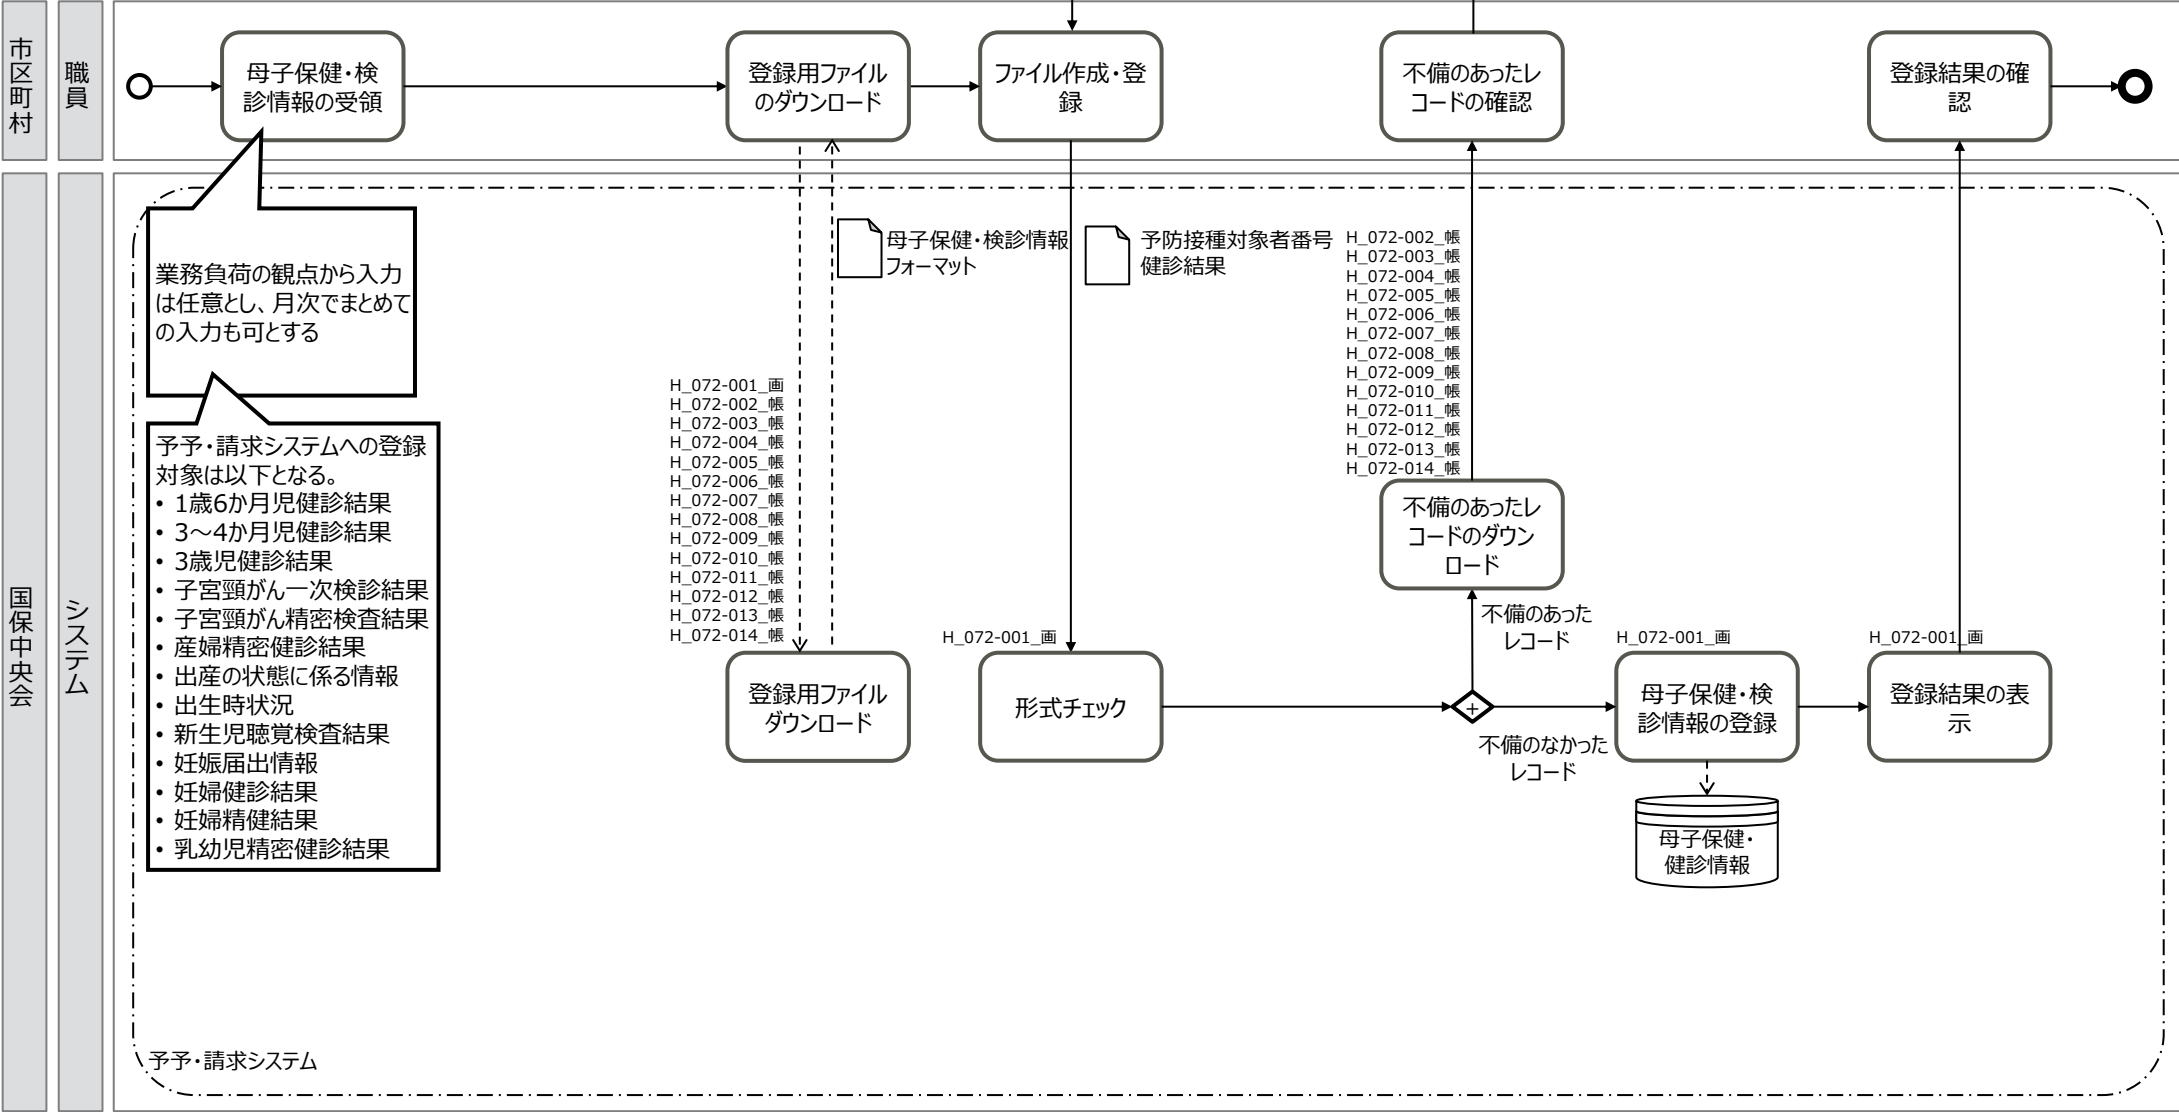 市区町村
職員
母子保健・検
診情報の受領
登録用ファイル
のダウンロード
ファイル作成・登
録
不備のあったレ
コードの確認
登録結果の確
認
国保中央会
システム
業務負荷の観点から入力
は任意とし、月次でまとめて
の入力も可とする
予予・請求システムへの登録
対象は以下となる。
• 1歳6か月児健診結果
• 3～4か月児健診結果
• 3歳児健診結果
• 子宮頸がん一次検診結果
• 子宮頸がん精密検査結果
• 産婦精密健診結果
• 出産の状態に係る情報
• 出生時状況
• 新生児聴覚検査結果
• 妊娠届出情報
• 妊婦健診結果
• 妊婦精健結果
• 乳幼児精密健診結果
H_072-001_画
H_072-002_帳
H_072-003_帳
H_072-004_帳
H_072-005_帳
H_072-006_帳
H_072-007_帳
H_072-008_帳
H_072-009_帳
H_072-010_帳
H_072-011_帳
H_072-012_帳
H_072-013_帳
H_072-014_帳
母子保健・検診情報
フォーマット
登録用ファイル
ダウンロード
予防接種対象者番号
健診結果
H_072-001_画
形式チェック
H_072-002_帳
H_072-003_帳
H_072-004_帳
H_072-005_帳
H_072-006_帳
H_072-007_帳
H_072-008_帳
H_072-009_帳
H_072-010_帳
H_072-011_帳
H_072-012_帳
H_072-013_帳
H_072-014_帳
不備のあったレ
コードのダウン
ロード
不備のあった
レコード
+
不備のなかった
レコード
H_072-001_画
母子保健・検
診情報の登録
母子保健・
健診情報
H_072-001_画
登録結果の表
示
予予・請求システム